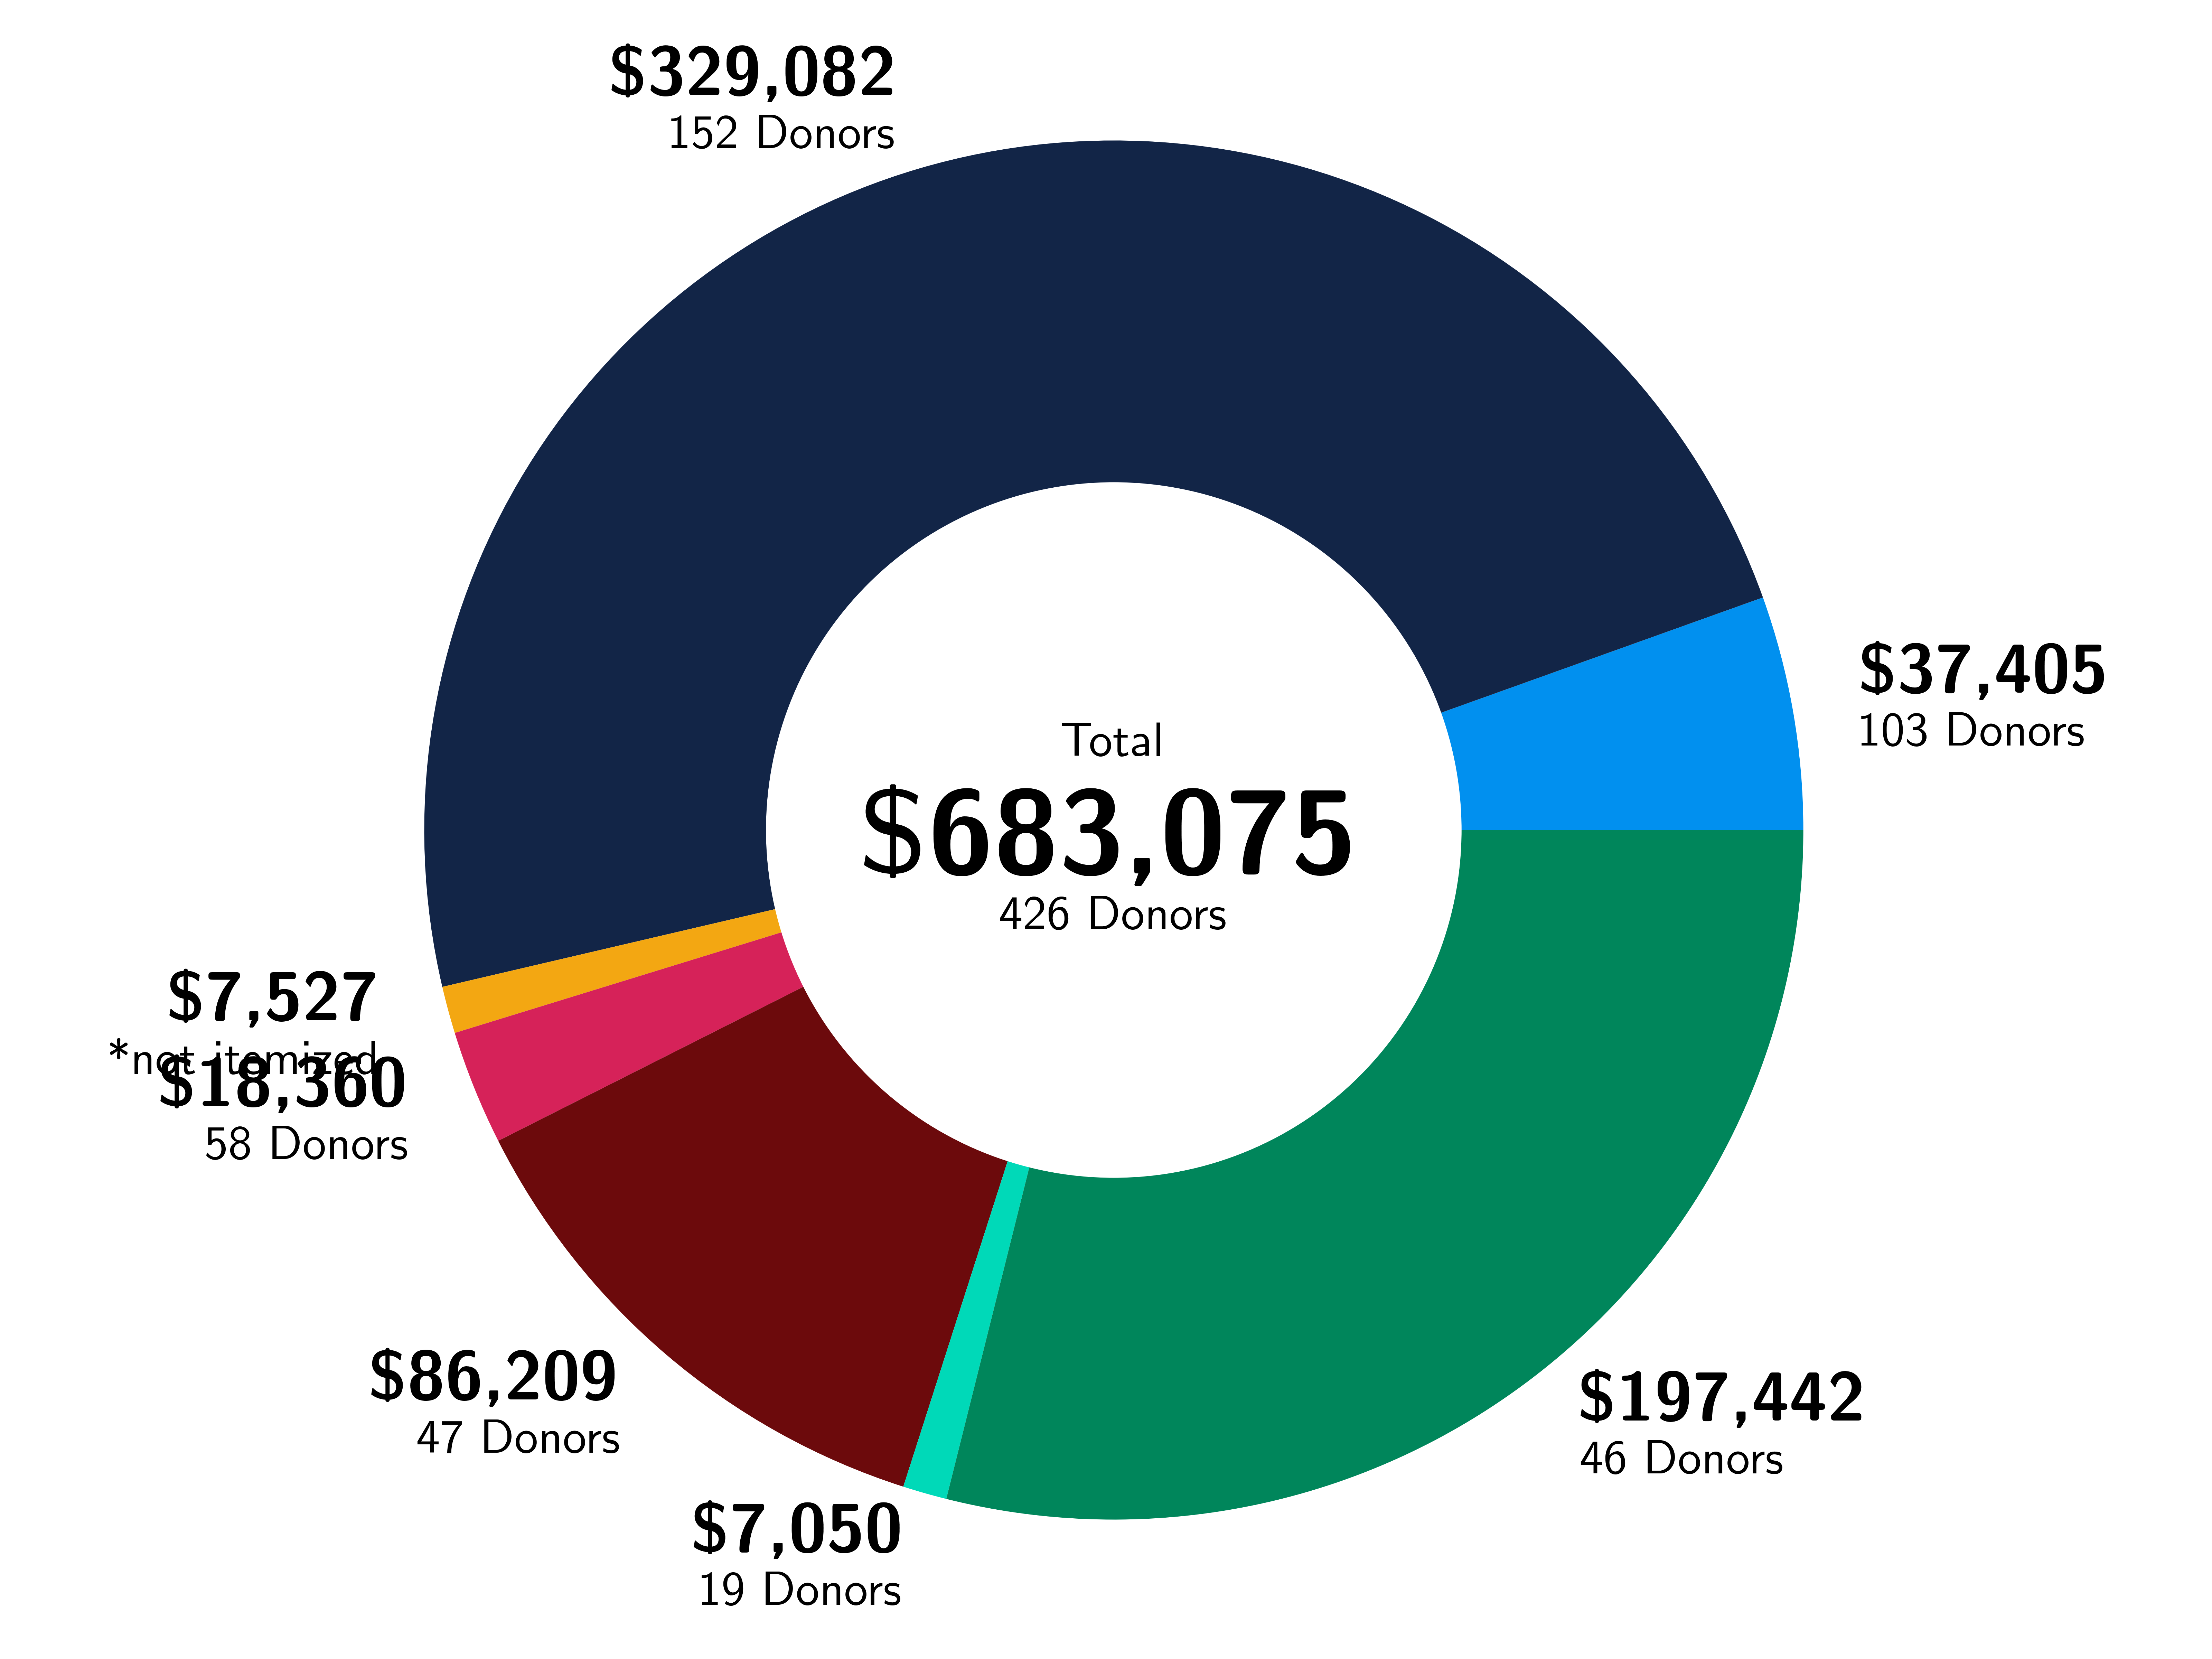 $329,082
152 Donors
$37,405
103 Donors
Total
$683,075
426 Donors
$7,527
*not itemized
$18,360
58 Donors
$86,209
47 Donors
$197,442
46 Donors
$7,050
19 Donors